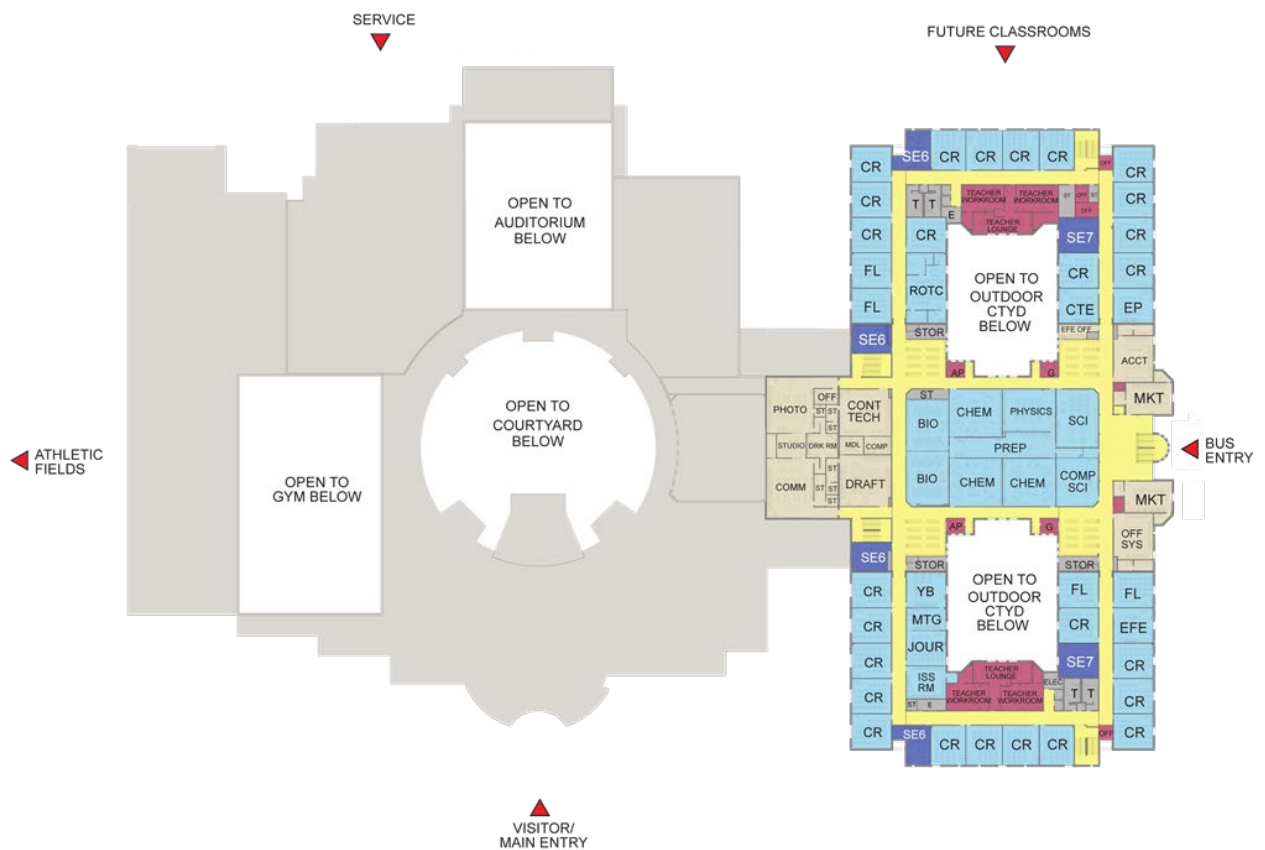 SERVICE
FUTURE CLASSROOMS
SE6
CR
CR
CR
CR
OFF
CR
CR
CR
CR
CR
CR
CR
CR
FL
FL
T
T
E
TEACHER
WORKROOM
TEACHER
WORKROOM
TEACHER
LOUNGE
ST
OFF
ST
OFF
CR
ROTC
STOR
SE7
CR
CTE
EFE OFF
EP
OPEN TO
AUDITORIUM
BELOW
OPEN TO
OUTDOOR
CTYD
BELOW
SE6
AP
G
ACCT
MKT
OPEN TO
COURTYARD
BELOW
PHOTO
OFF
ST
ST
ST
CONT
TECH
STUDIO
DRK RM
MDL
COMP
COMM
ST
ST
ST
ST
DRAFT
ST
BIO
CHEM
PHYSICS
SCI
PREP
BIO
CHEM
CHEM
COMP
SCI
ATHLETIC
FIELDS
OPEN TO
GYM BELOW
BUS
ENTRY
MKT
OFF
SYS
AP
G
SE6
STOR
STOR
OPEN TO
OUTDOOR
CTYD
BELOW
CR
CR
CR
CR
CR
YB
MTG
JOUR
ISS
RM
ST
E
FL
CR
SE7
FL
EFE
CR
CR
CR
TEACHER
LOUNGE
TEACHER
WORKROOM
TEACHER
WORKROOM
ELEC
T
T
SE6
CR
CR
CR
CR
OFF
VISITOR/
MAIN ENTRY